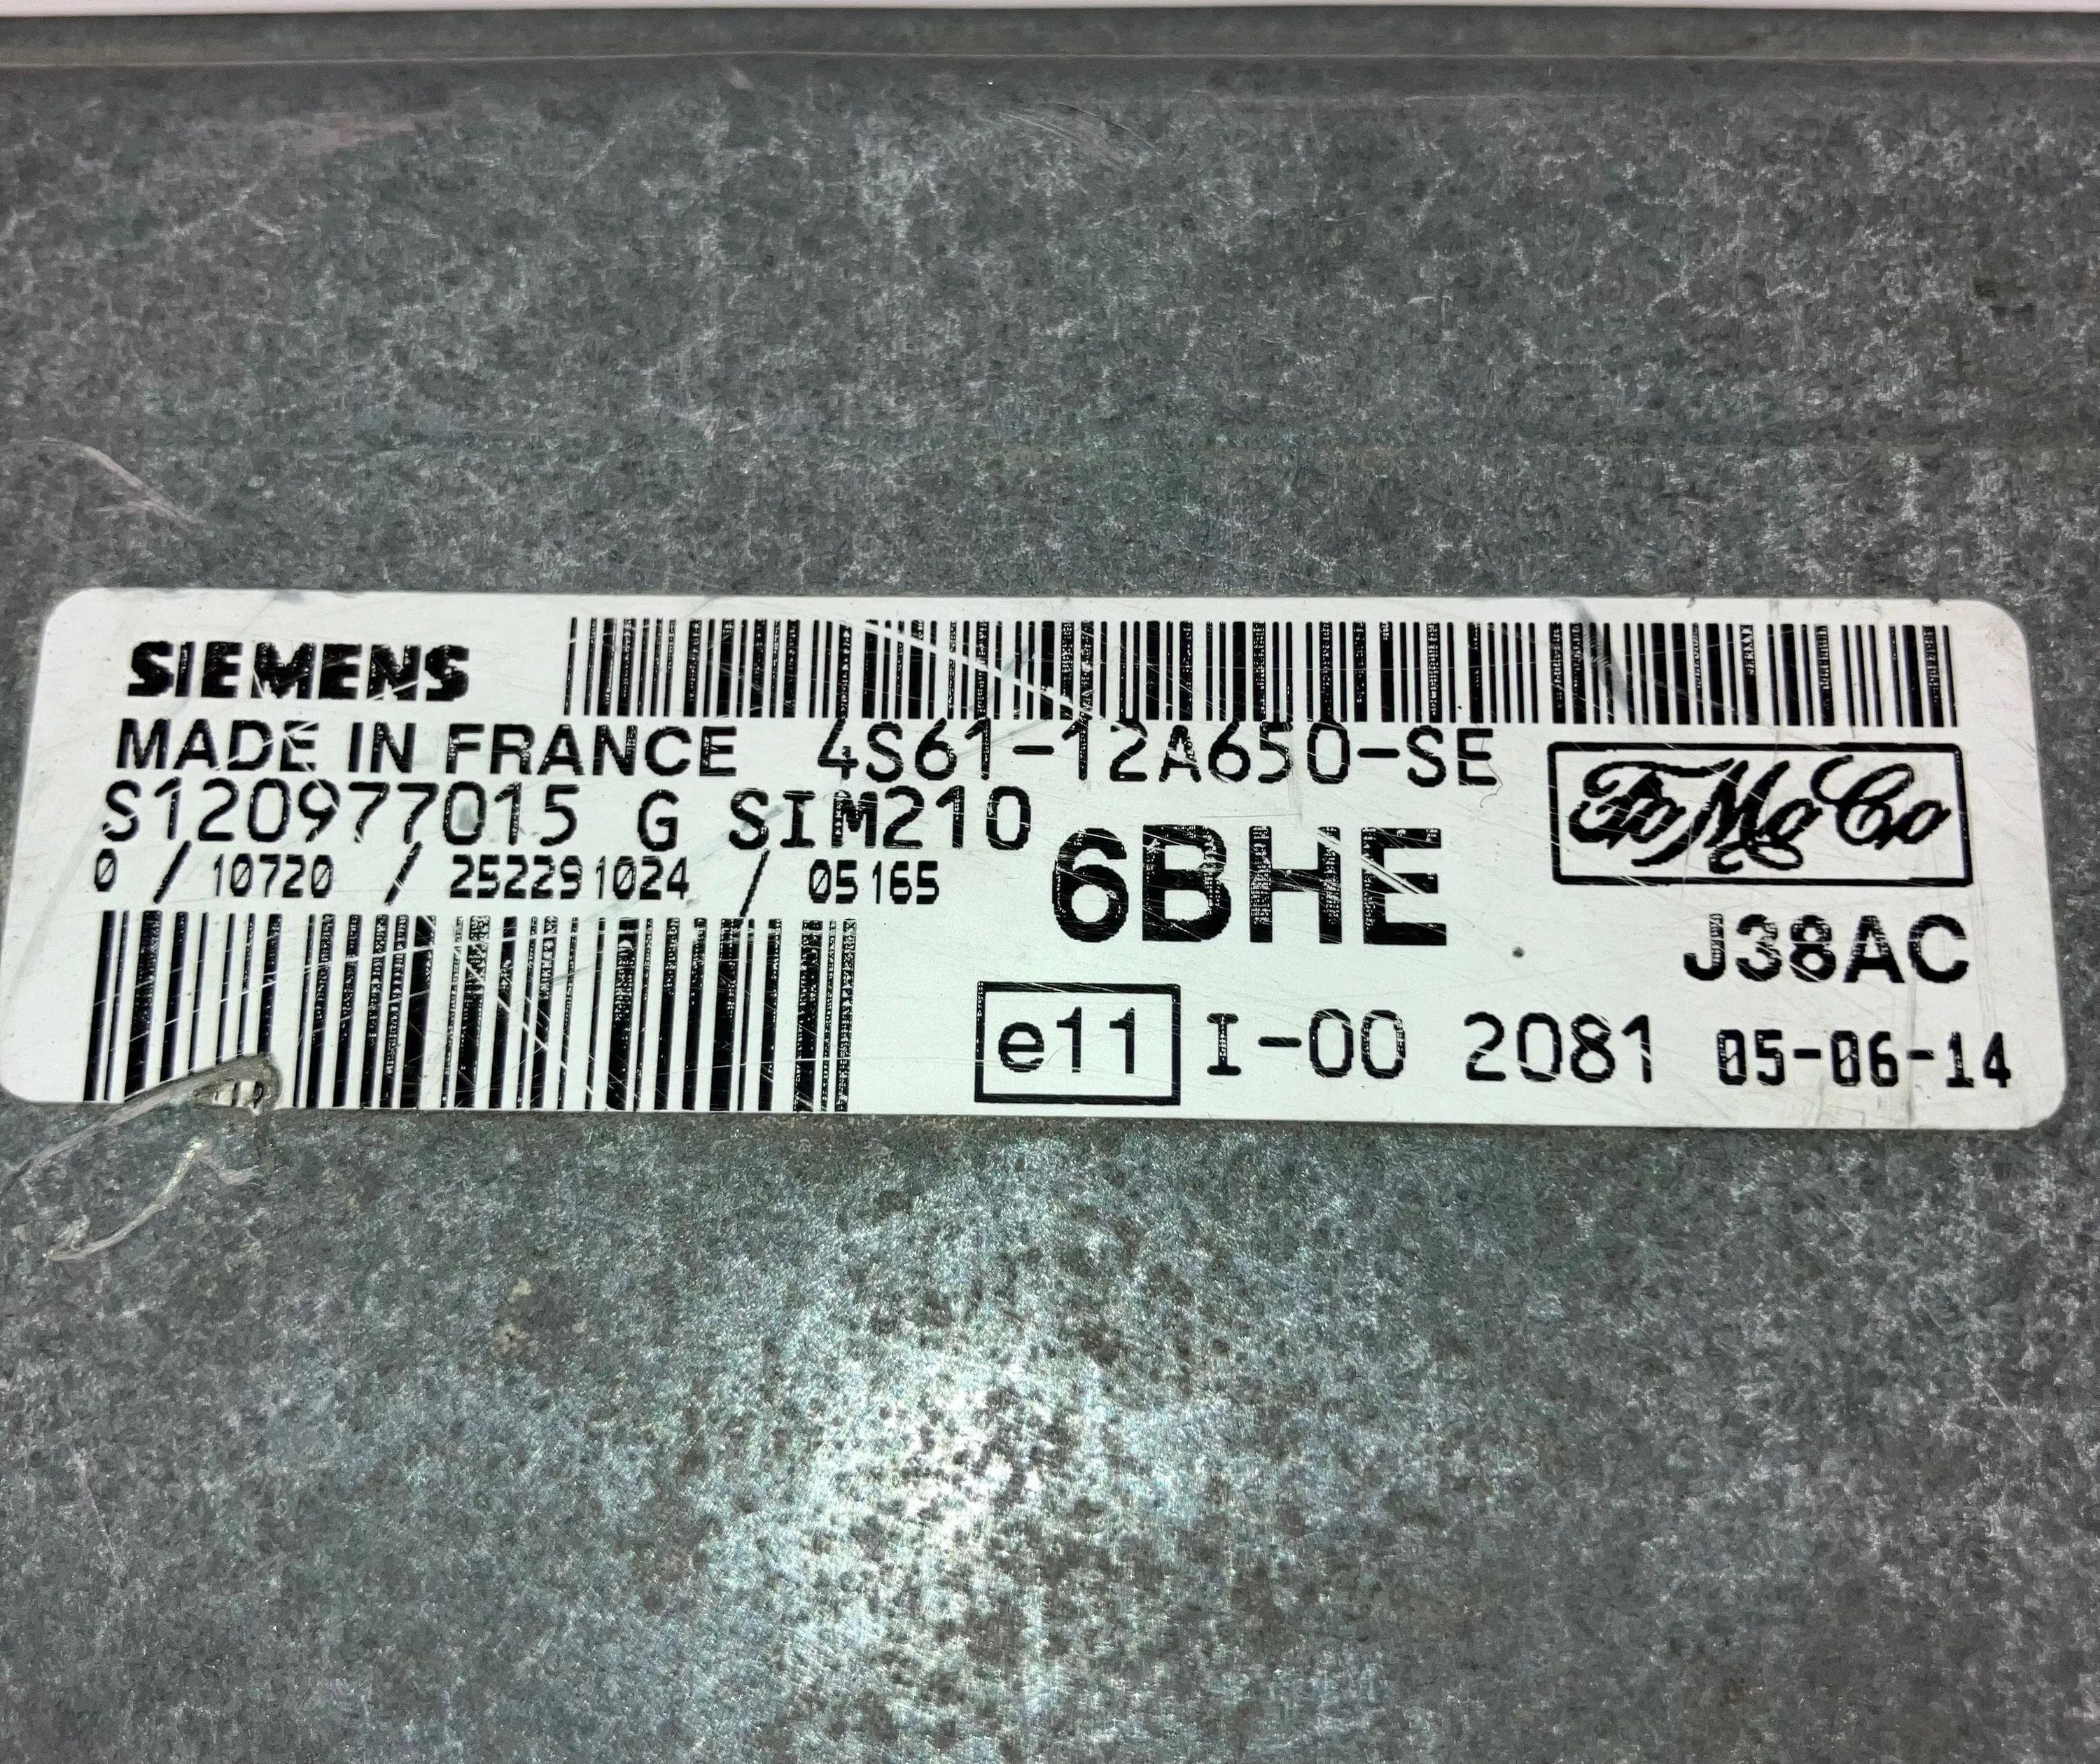 SIEMENS
MADE IN FRANCE 4S61-12A650-SE
FoMoCo
S120977015 G SIM210
6BHE
0 / 10720 / 252291024 / 05165
J38AC
e11 I-00 2081 05-06-14